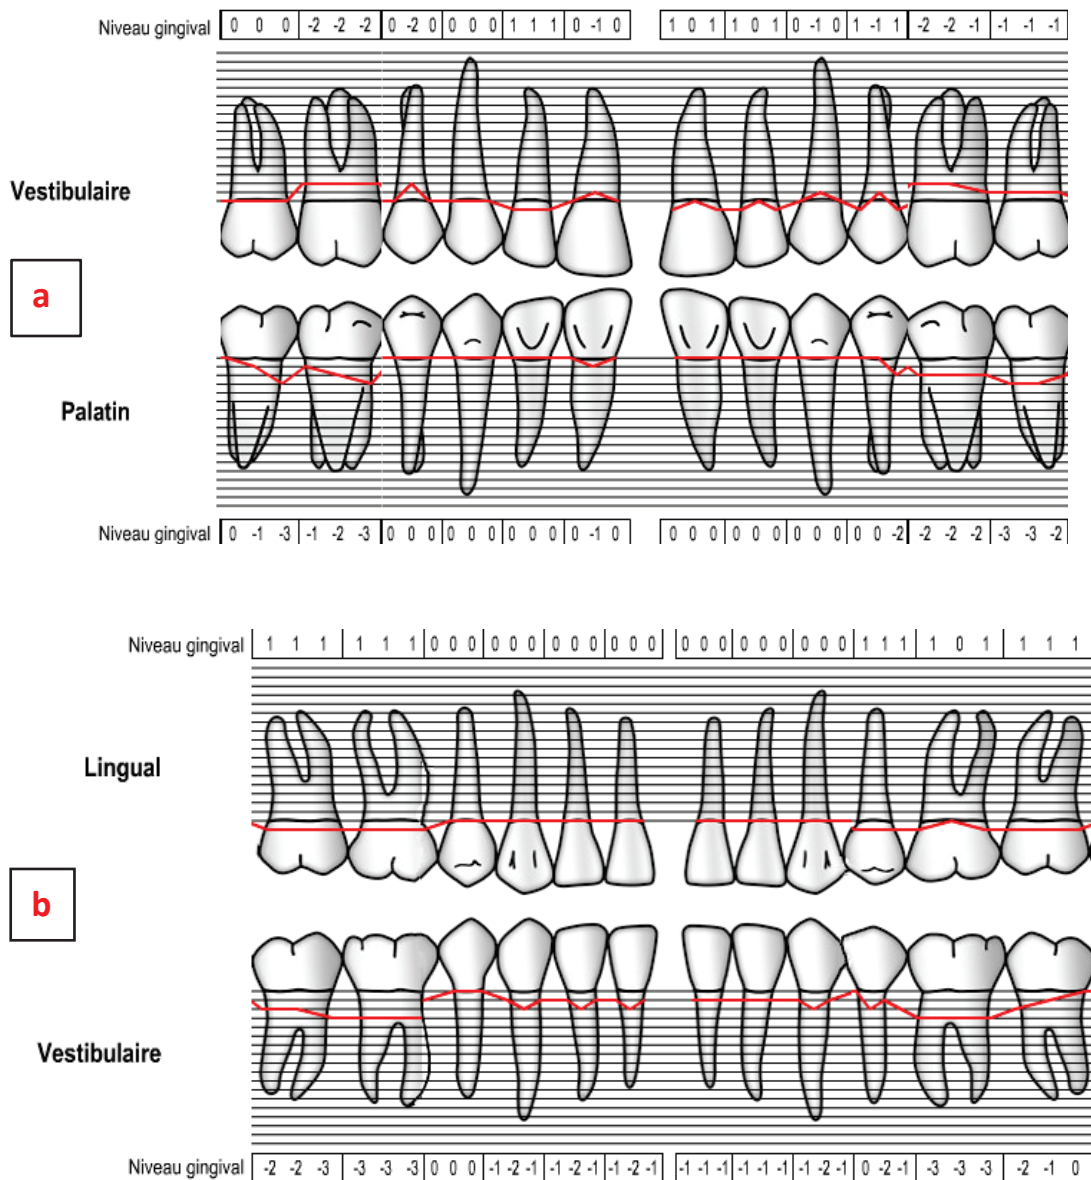 Niveau gingival 0 0 0 -2 -2 -2 0 -2 0 0 0 0 1 1 1 0 -1 0 1 0 1 1 0 1 0 -1 0 1 -1 1 -2 -2 -1 -1 -1 -1
Vestibulaire
a
Palatin
Niveau gingival 0 -1 -3 -1 -2 -3 0 0 0 0 0 0 0 0 0 0 -1 0 0 0 0 0 0 0 0 0 0 0 0 -2 -2 -2 -2 -3 -3 -2
Niveau gingival 1 1 1 1 1 1 0 0 0 0 0 0 0 0 0 0 0 0 0 0 0 0 0 0 0 0 0 1 1 1 1 0 1 1 1 1
Lingual
b
Vestibulaire
Niveau gingival -2 -2 -3 -3 -3 -3 0 0 0 -1 -2 -1 -1 -2 -1 -1 -2 -1 -1 -1 -1 -1 -1 -1 -1 -2 -1 0 -2 -1 -3 -3 -3 -2 -1 0